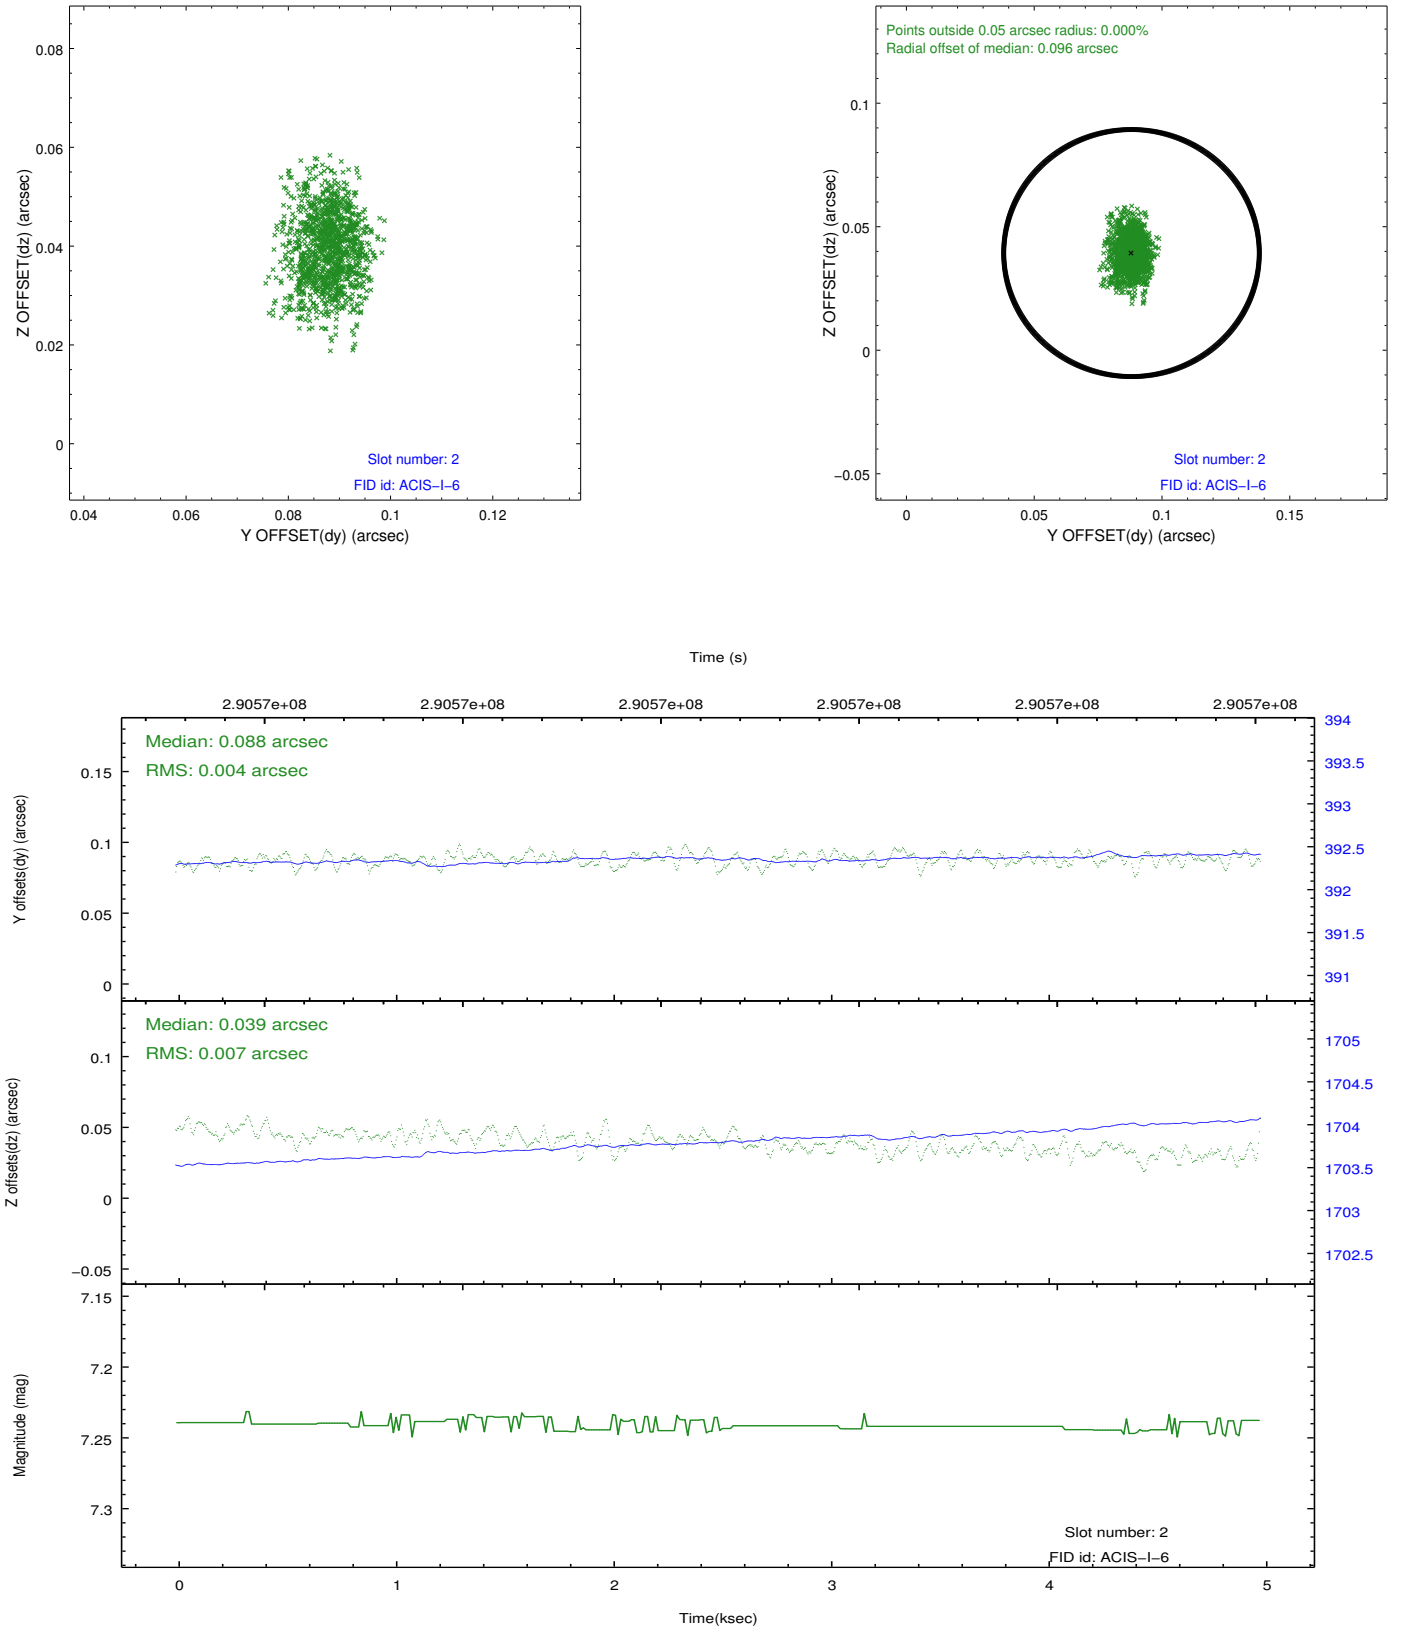 0.08
0.06
0.04
0.02
0
Z OFFSET(dz) (arcsec)
Slot number: 2
FID id: ACIS−I−6
0.04 0.06 0.08 0.1 0.12
Y OFFSET(dy) (arcsec)
Points outside 0.05 arcsec radius: 0.000%
Radial offset of median: 0.096 arcsec
0.1
0.05
0
−0.05
Z OFFSET(dz) (arcsec)
Slot number: 2
FID id: ACIS−I−6
0 0.05 0.1 0.15
Y OFFSET(dy) (arcsec)
Time (s)
2.9057e+08 2.9057e+08 2.9057e+08 2.9057e+08 2.9057e+08 2.9057e+08
Median: 0.088 arcsec
RMS: 0.004 arcsec
0.15
0.1
0.05
0
Y offsets(dy) (arcsec)
394
393.5
393
392.5
392
391.5
391
Median: 0.039 arcsec
RMS: 0.007 arcsec
0.1
0.05
0
−0.05
Z offsets(dz) (arcsec)
1705
1704.5
1704
1703.5
1703
1702.5
7.15
7.2
7.25
7.3
Magnitude (mag)
Slot number: 2
FID id: ACIS−I−6
0 1 2 3 4 5
Time(ksec)